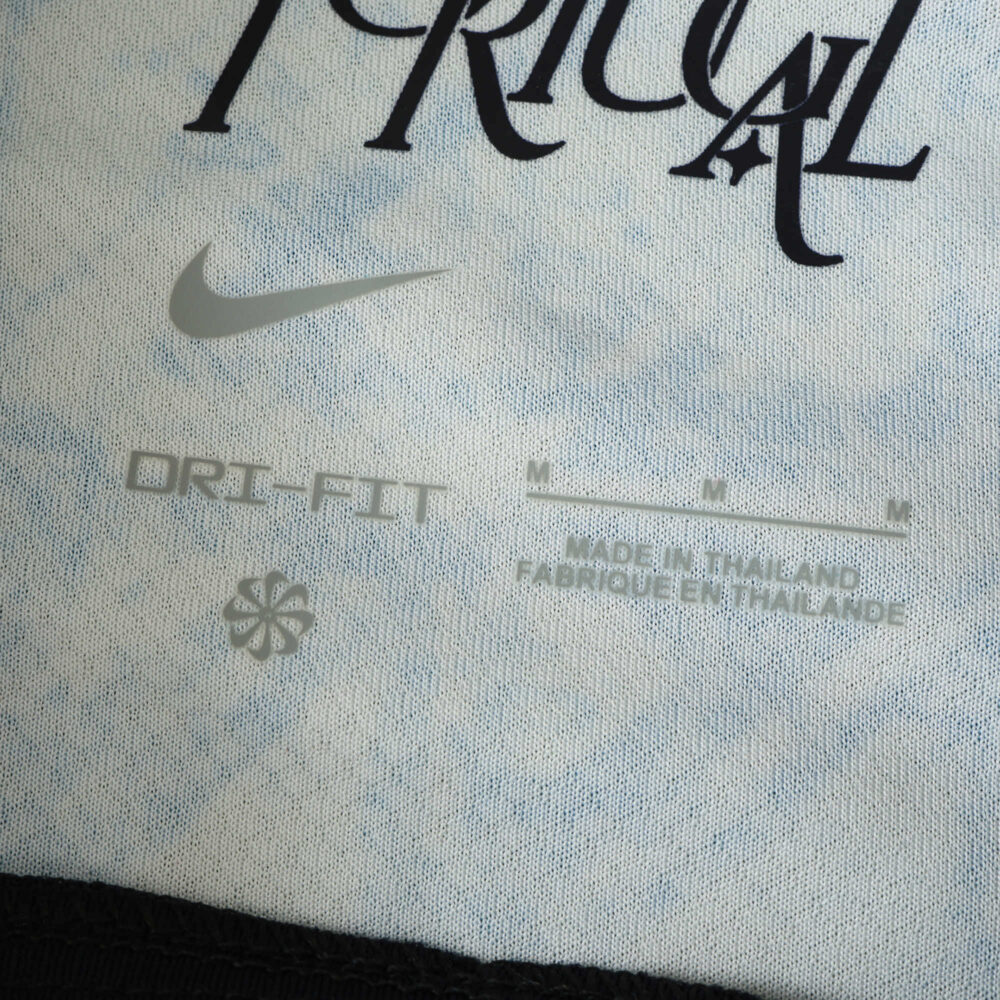 DRI-FIT
M M M
MADE IN THAILAND
FABRIQUE EN THAILANDE